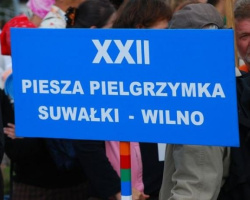 XXII
PIESZA PIELGRZYMKA
SUWAŁKI - WILNO